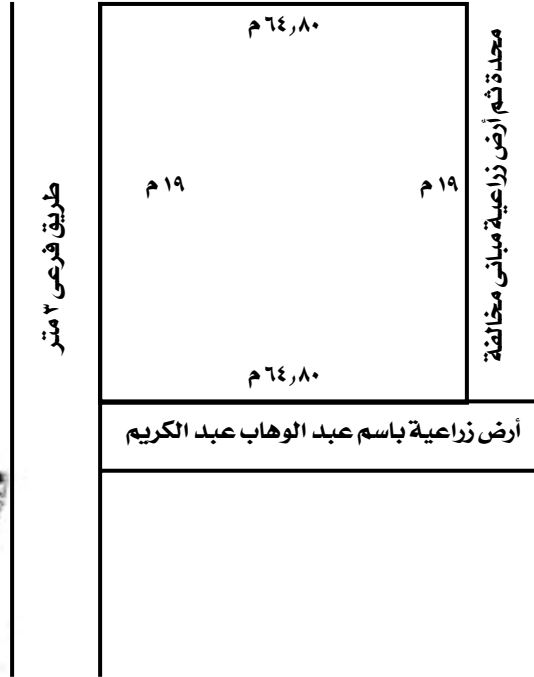 ٦٤,٨٠ م
محدة ثم أرض زراعية مبانى مخالفة
١٩ م
١٩ م
طريق فرعى ٣ متر
٦٤,٨٠ م
أرض زراعية باسم عبد الوهاب عبد الكريم